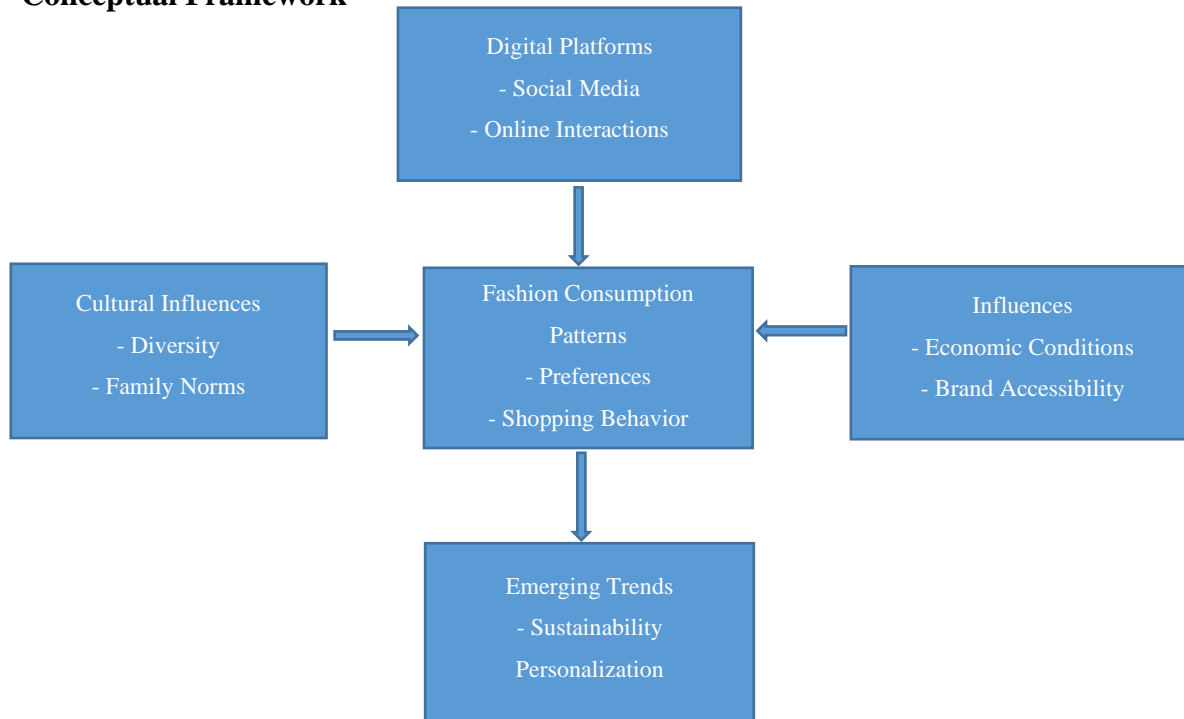 Conceptual Framework
Digital Platforms
- Social Media
- Online Interactions
Cultural Influences
- Diversity
- Family Norms
Fashion Consumption
Patterns
- Preferences
- Shopping Behavior
Influences
- Economic Conditions
- Brand Accessibility
Emerging Trends
- Sustainability
Personalization